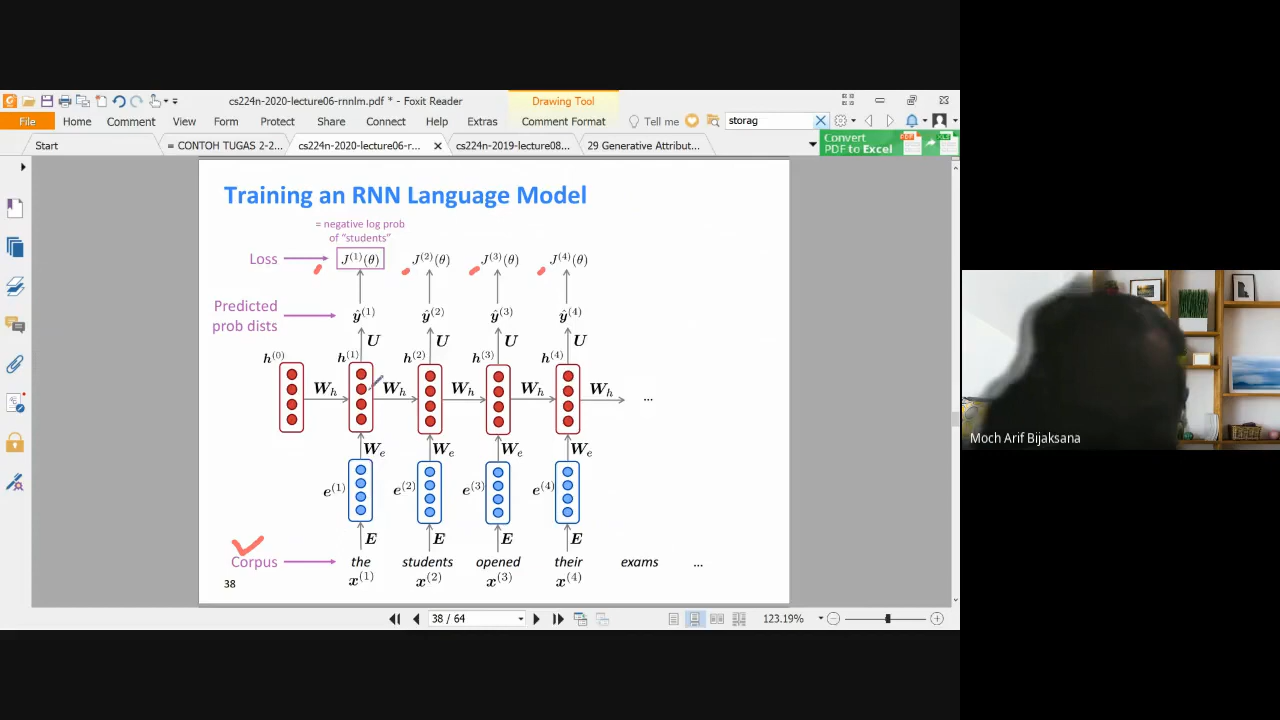 cs224n-2020-lecture06-rnnlm.pdf * - Foxit Reader
Drawing Tool
File Home Comment View Form Protect Share Connect Help Extras Comment Format Tell me storag
Start = CONTOH TUGAS 2-2... cs224n-2020-lecture06-r... cs224n-2019-lecture08... 29 Generative Attribut...
Convert
PDF to Excel
Training an RNN Language Model
= negative log prob
of “students”
Loss J⁽¹⁾(θ) J⁽²⁾(θ) J⁽³⁾(θ) J⁽⁴⁾(θ)
Predicted
prob dists
ŷ⁽¹⁾ ŷ⁽²⁾ ŷ⁽³⁾ ŷ⁽⁴⁾
U U U U
h⁽⁰⁾ h⁽¹⁾ h⁽²⁾ h⁽³⁾ h⁽⁴⁾
Wₕ Wₕ Wₕ Wₕ Wₕ ...
Wₑ Wₑ Wₑ Wₑ
e⁽¹⁾ e⁽²⁾ e⁽³⁾ e⁽⁴⁾
E E E E
Corpus the students opened their exams ...
x⁽¹⁾ x⁽²⁾ x⁽³⁾ x⁽⁴⁾
38
38 / 64 123.19%
Moch Arif Bijaksana